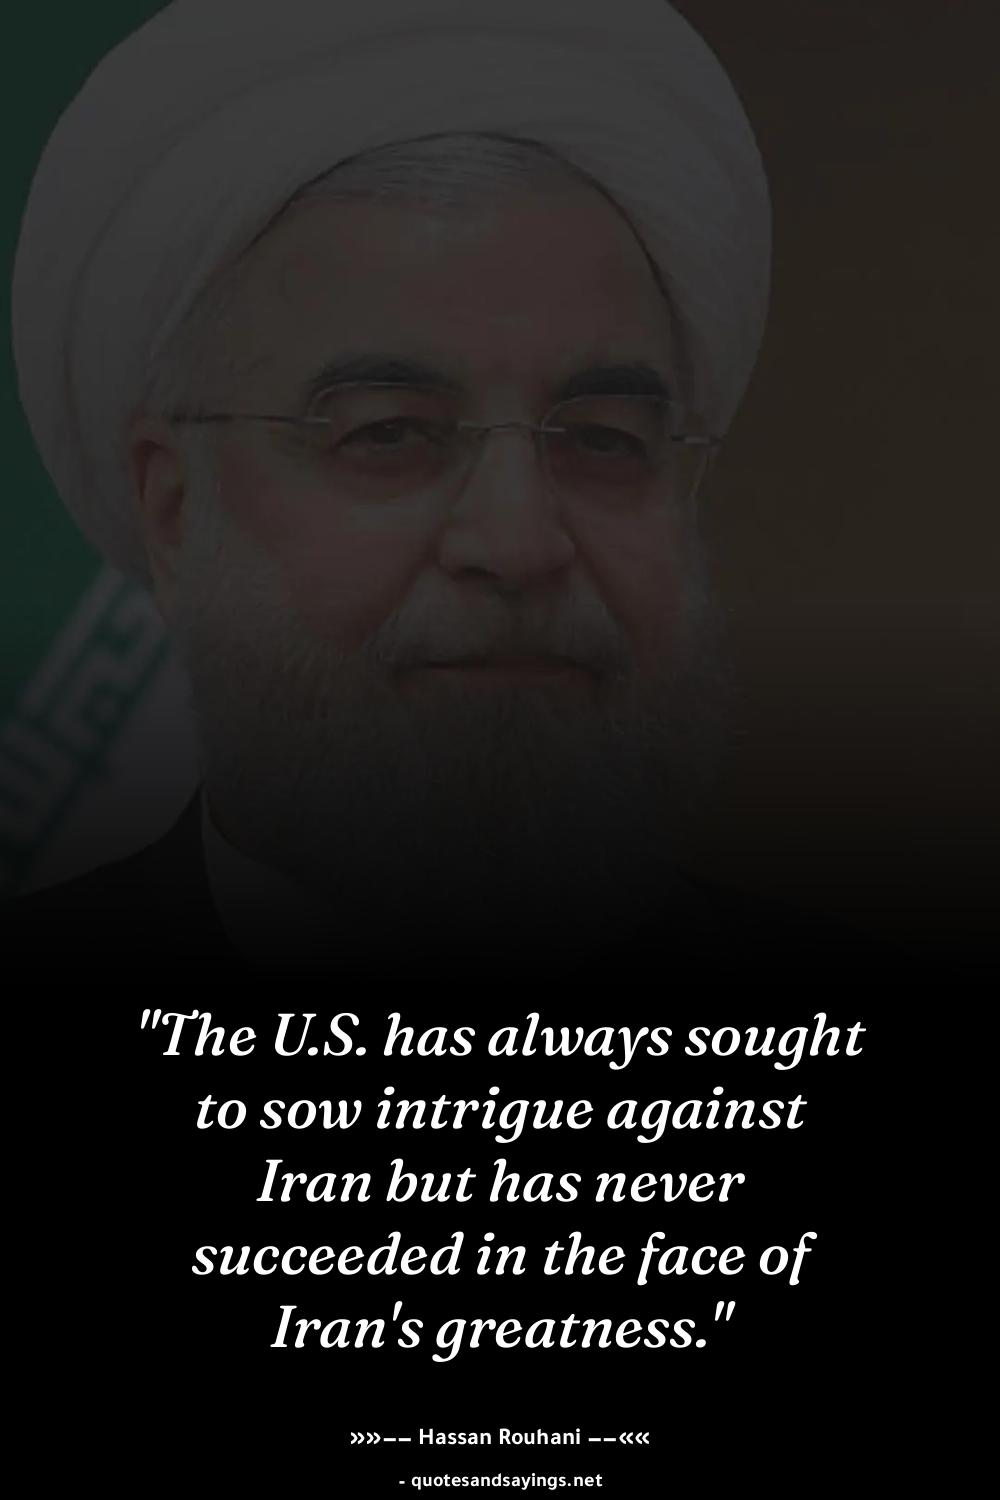 "The U.S. has always sought
to sow intrigue against
Iran but has never
succeeded in the face of
Iran's greatness."
»»–– Hassan Rouhani ––««
- quotesandsayings.net